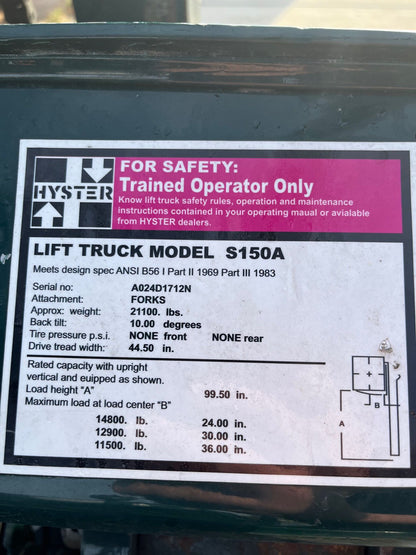 HYSTER
FOR SAFETY:
Trained Operator Only
Know lift truck safety rules, operation and maintenance
instructions contained in your operating maual or avialable
from HYSTER dealers.
LIFT TRUCK MODEL S150A
Meets design spec ANSI B56 I Part II 1969 Part III 1983
Serial no: A024D1712N
Attachment: FORKS
Approx: weight: 21100. lbs.
Back tilt: 10.00 degrees
Tire pressure p.s.i. NONE front NONE rear
Drive tread width: 44.50 in.
Rated capacity with upright
vertical and euipped as shown.
Load height "A" 99.50 in.
Maximum load at load center "B"
14800. lb. 24.00 in.
12900. lb. 30.00 in.
11500. lb. 36.00 in.
B
A